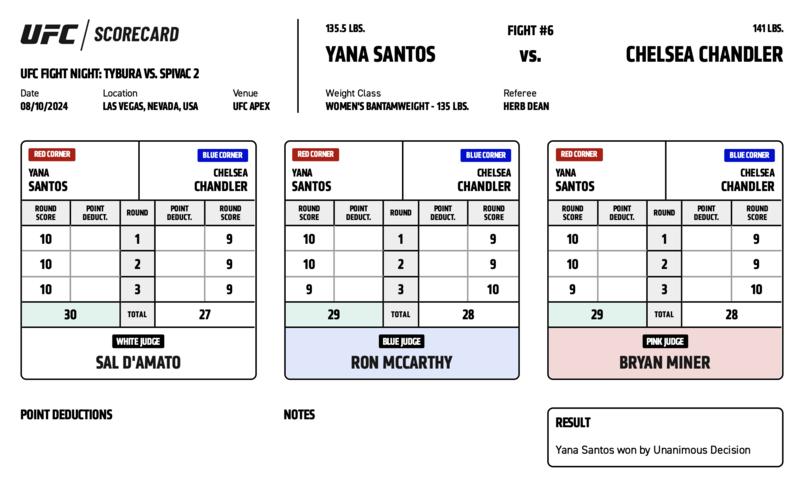 UFC SCORECARD
UFC FIGHT NIGHT: TYBURA VS. SPIVAC 2
Date Location Venue
08/10/2024 LAS VEGAS, NEVADA, USA UFC APEX
135.5 LBS. FIGHT #6 141 LBS.
YANA SANTOS VS. CHELSEA CHANDLER
Weight Class Referee
WOMEN'S BANTAMWEIGHT - 135 LBS. HERB DEAN
RED CORNER BLUE CORNER
YANA CHELSEA
SANTOS CHANDLER
ROUND SCORE POINT DEDUCT. ROUND POINT DEDUCT. ROUND SCORE
10 1 9
10 2 9
10 3 9
30 TOTAL 27
WHITE JUDGE
SAL D'AMATO
RED CORNER BLUE CORNER
YANA CHELSEA
SANTOS CHANDLER
ROUND SCORE POINT DEDUCT. ROUND POINT DEDUCT. ROUND SCORE
10 1 9
10 2 9
9 3 10
29 TOTAL 28
BLUE JUDGE
RON MCCARTHY
RED CORNER BLUE CORNER
YANA CHELSEA
SANTOS CHANDLER
ROUND SCORE POINT DEDUCT. ROUND POINT DEDUCT. ROUND SCORE
10 1 9
10 2 9
9 3 10
29 TOTAL 28
PINK JUDGE
BRYAN MINER
POINT DEDUCTIONS
NOTES
RESULT
Yana Santos won by Unanimous Decision